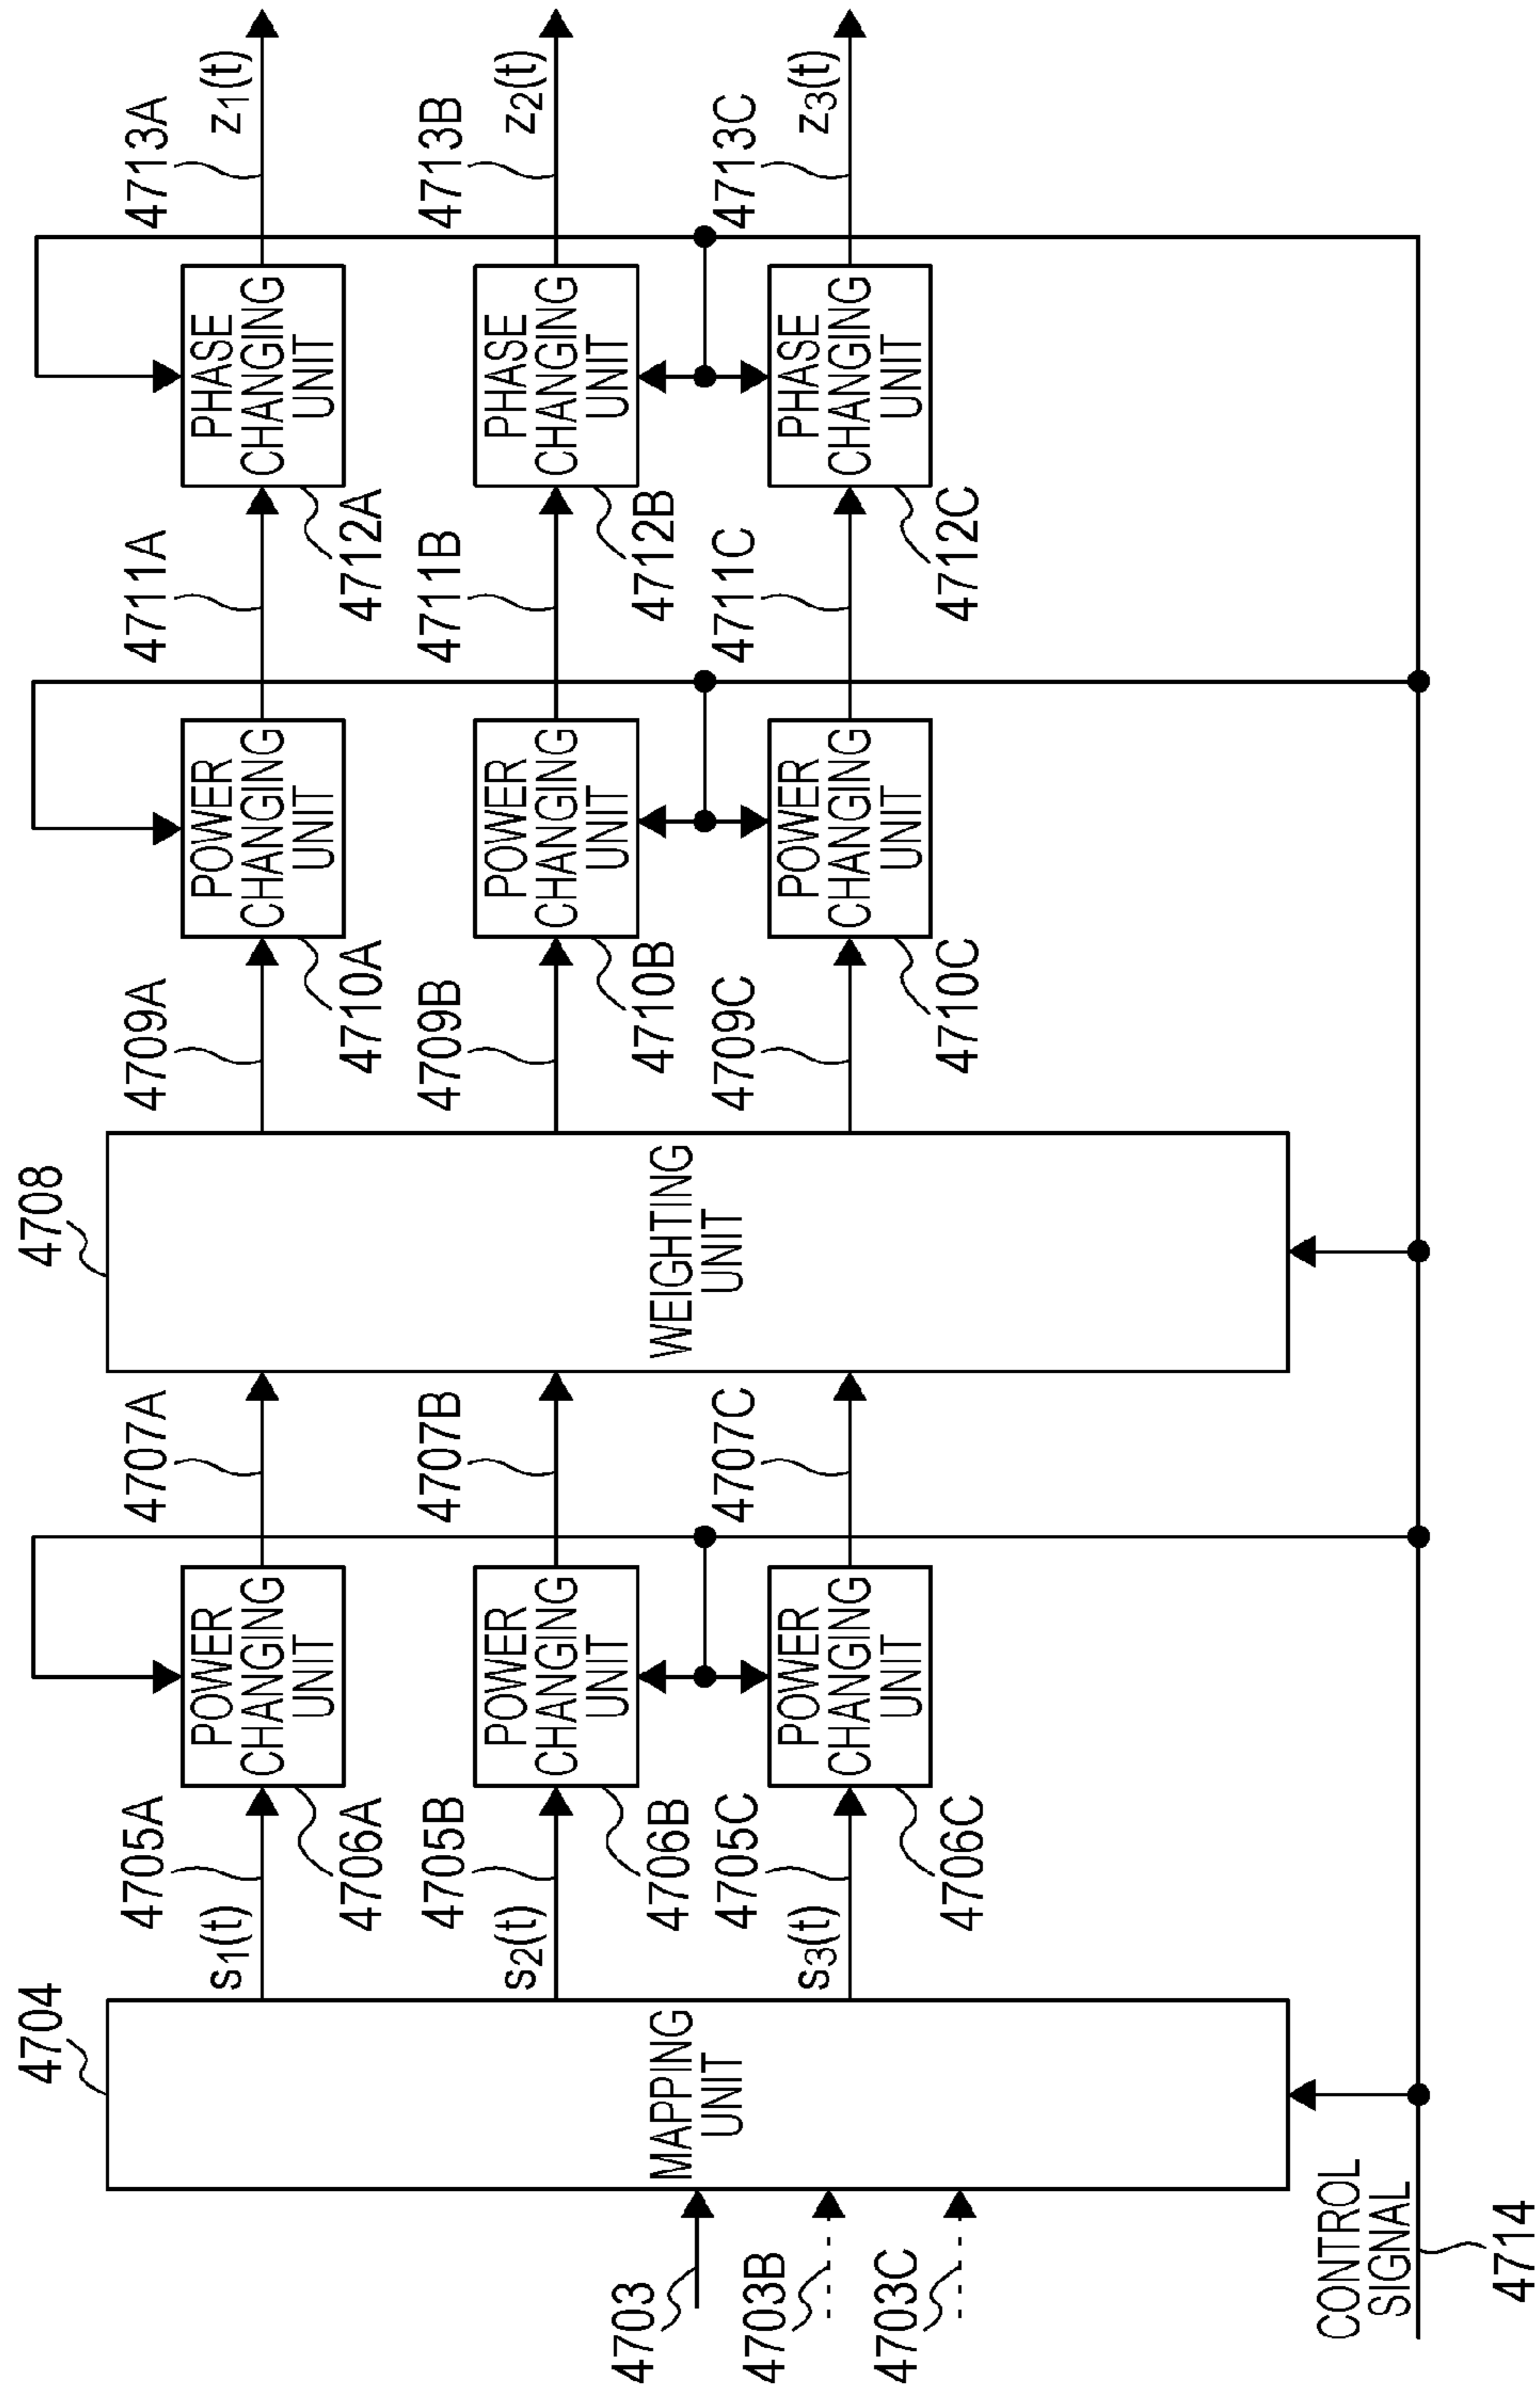 4703
4703B
4703C
CONTROL
SIGNAL
4714
4704
MAPPING
UNIT
4705A
s1(t)
4705B
s2(t)
4705C
s3(t)
4706A
POWER
CHANGING
UNIT
4706B
POWER
CHANGING
UNIT
4706C
POWER
CHANGING
UNIT
4707A
4707B
4707C
4708
WEIGHTING
UNIT
4709A
4709B
4709C
4710A
POWER
CHANGING
UNIT
4710B
POWER
CHANGING
UNIT
4710C
POWER
CHANGING
UNIT
4711A
4711B
4711C
4712A
PHASE
CHANGING
UNIT
4712B
PHASE
CHANGING
UNIT
4712C
PHASE
CHANGING
UNIT
4713A
z1(t)
4713B
z2(t)
4713C
z3(t)